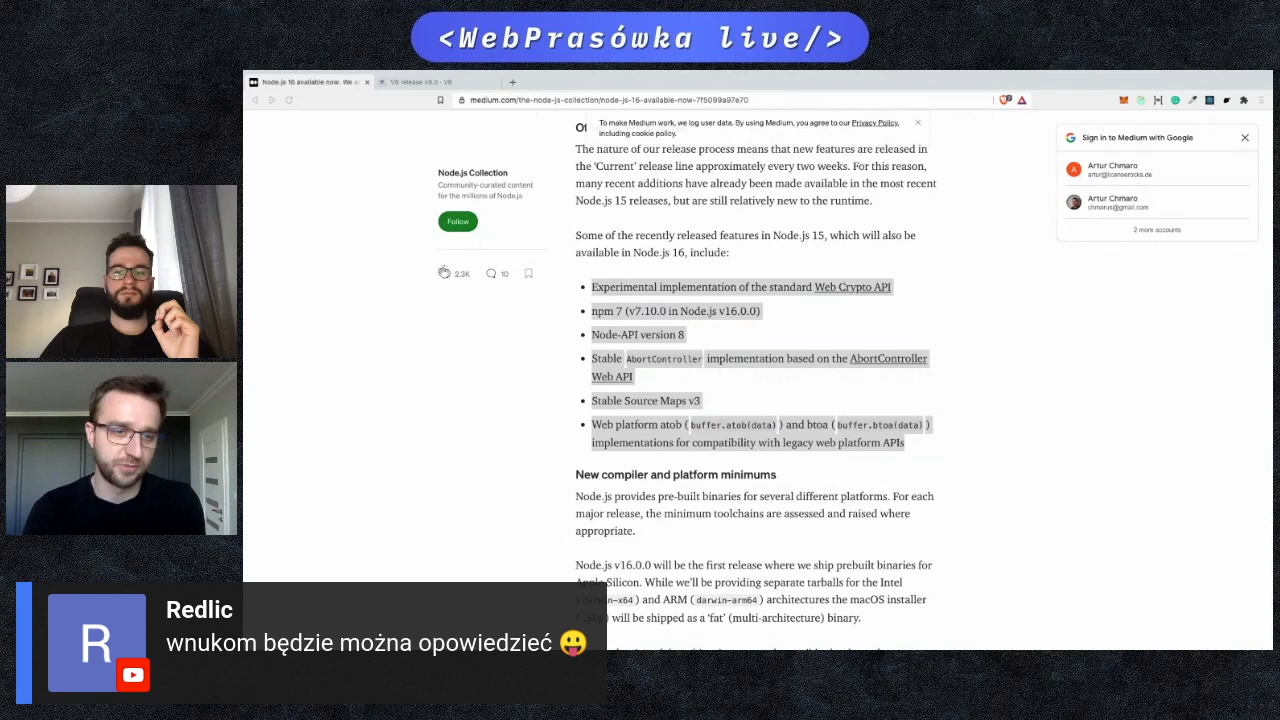 <WebPrasówka live/>
Node.js 16 available now. We a
V8 release v9.0 - V8
medium.com/the-node-js-collection/node-js-16-available-now-7f5099a97e70
To make Medium work, we log user data. By using Medium, you agree to our Privacy Policy,
including cookie policy.
Node.js Collection
Community-curated content
for the millions of Node.js
Follow
2.3K
10
The nature of our release process means that new features are released in
the ‘Current’ release line approximately every two weeks. For this reason,
many recent additions have already been made available in the most recent
Node.js 15 releases, but are still relatively new to the runtime.
Some of the recently released features in Node.js 15, which will also be
available in Node.js 16, include:
• Experimental implementation of the standard Web Crypto API
• npm 7 (v7.10.0 in Node.js v16.0.0)
• Node-API version 8
• Stable AbortController implementation based on the AbortController
Web API
• Stable Source Maps v3
• Web platform atob ( buffer.atob(data) ) and btoa ( buffer.btoa(data) )
implementations for compatibility with legacy web platform APIs
New compiler and platform minimums
Node.js provides pre-built binaries for several different platforms. For each
major release, the minimum toolchains are assessed and raised where
appropriate.
Node.js v16.0.0 will be the first release where we ship prebuilt binaries for
Apple Silicon. While we’ll be providing separate tarballs for the Intel
(darwin-x64) and ARM ( darwin-arm64 ) architectures the macOS installer
(.pkg) will be shipped as a ‘fat’ (multi-architecture) binary.
Sign in to Medium with Google
A
Artur Chmaro
artur@licenserocks.de
Artur Chmaro
chmarus@gmail.com
2 more accounts
R
Redlic
wnukom będzie można opowiedzieć 😛